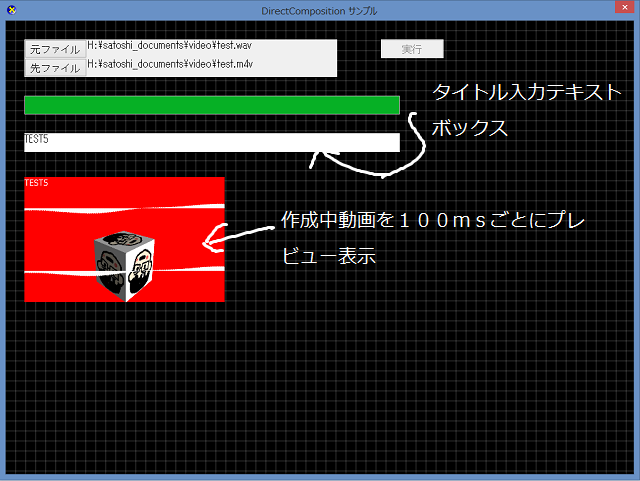 DirectComposition サンプル
元ファイル H:¥satoshi_documents¥video¥test.wav 実行
先ファイル H:¥satoshi_documents¥video¥test.m4v
タイトル入力テキスト
ボックス
TEST5
TEST5
作成中動画を１００ｍｓごとにプレ
ビュー表示